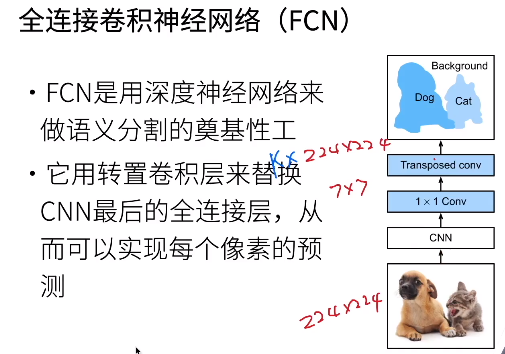 全连接卷积神经网络（FCN）
• FCN是用深度神经网络来
做语义分割的奠基性工
• 它用转置卷积层来替换
CNN最后的全连接层，从
而可以实现每个像素的预
测
Background
Dog
Cat
K×224×224
Transposed conv
7×7
1 × 1 Conv
CNN
224×224